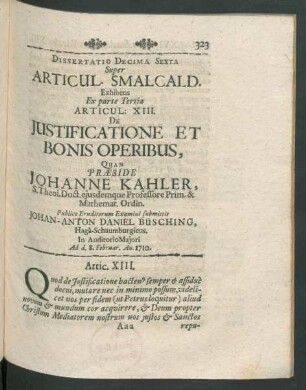 323
DISSERTATIO DECIMA SEXTA
Super
ARTICUL. SMALCALD.
Exhibens
Ex parte Tertia
ARTICUL: XIII.
DE
JUSTIFICATIONE ET
BONIS OPERIBUS,
QUAM
PRÆSIDE
JOHANNE KAHLER,
S. Theol. Doct. ejusdemque Professore Prim. &
Mathemat. Ordin.
Publico Eruditorum Examini submittit
JOHAN-ANTON DANIEL BÜSCHING,
Hagâ-Schaumburgicus.
In Auditorio Majori
Ad d. 8. Februar. An. 1710.
Artic. XIII.
Quod de Justificatione hactenꝰ semper & assiduè
docui, mutare nec in minimo possum, videli-
cet nos per fidem (ut Petrus loquitur) aliud
novum & mundum cor acquirere, & Deum propter
Christum Mediatorem nostrum nos justos & Sanctos
Aaa
repu-